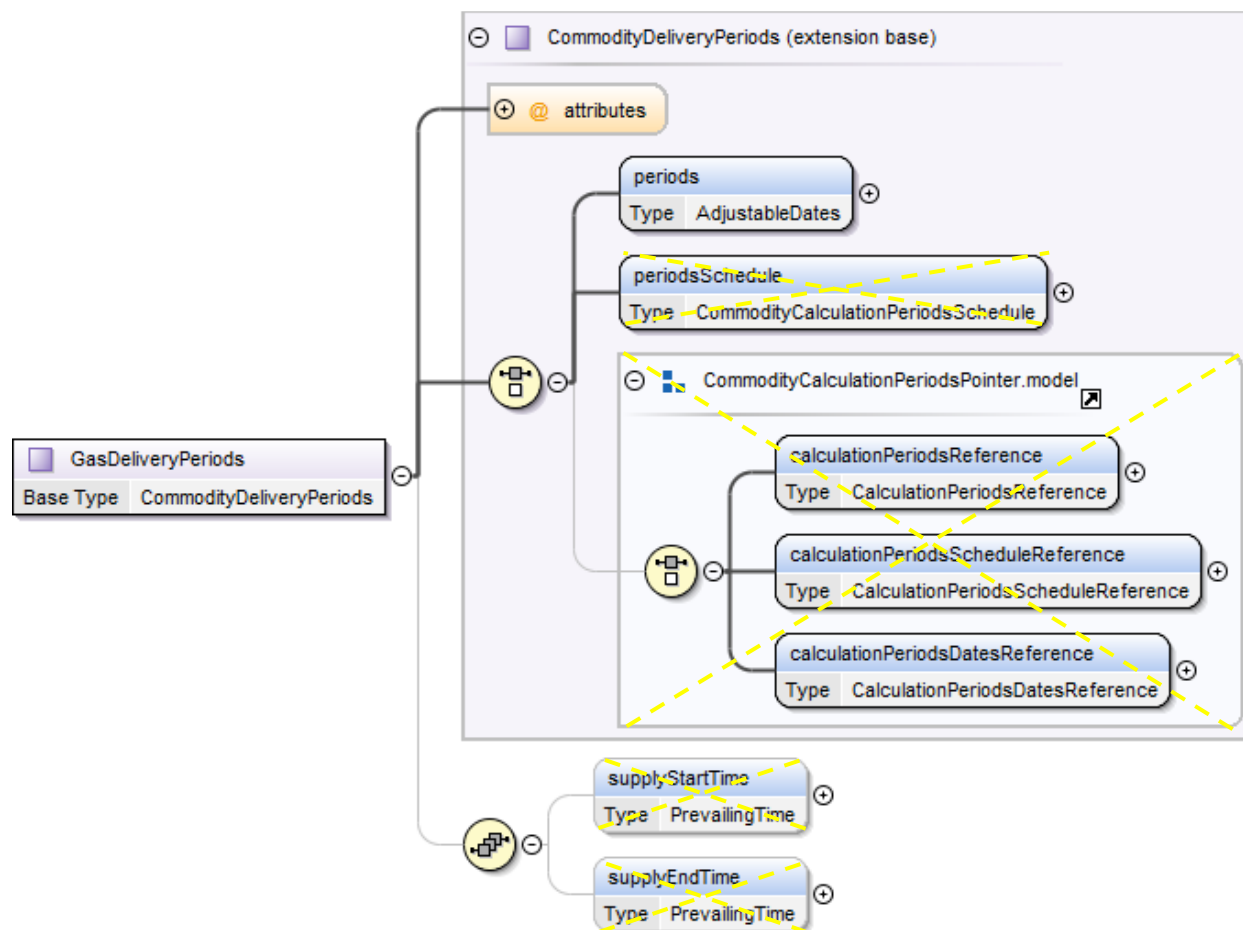 CommodityDeliveryPeriods (extension base)
@ attributes
periods
Type AdjustableDates
periodsSchedule
Type CommodityCalculationPeriodsSchedule
CommodityCalculationPeriodsPointer.model
calculationPeriodsReference
Type CalculationPeriodsReference
GasDeliveryPeriods
Base Type CommodityDeliveryPeriods
calculationPeriodsScheduleReference
Type CalculationPeriodsScheduleReference
calculationPeriodsDatesReference
Type CalculationPeriodsDatesReference
supplyStartTime
Type PrevailingTime
supplyEndTime
Type PrevailingTime